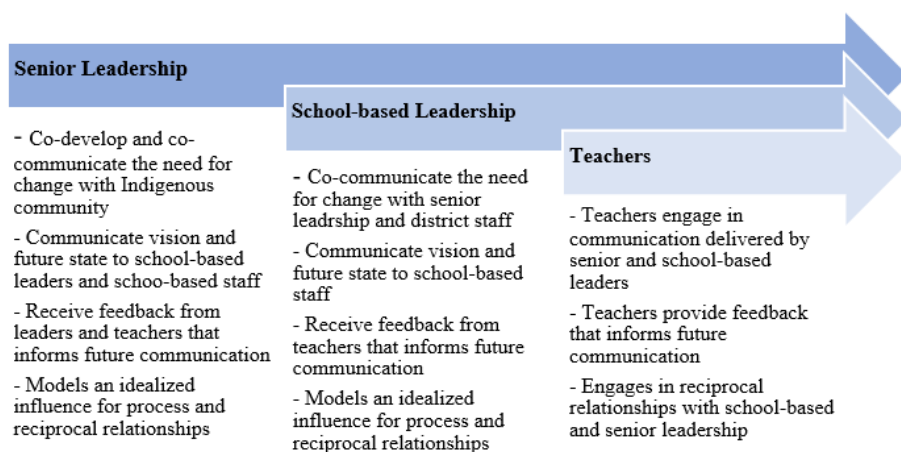 Senior Leadership
- Co-develop and co-
communicate the need for
change with Indigenous
community
- Communicate vision and
future state to school-based
leaders and schoo-based staff
- Receive feedback from
leaders and teachers that
informs future communication
- Models an idealized
influence for process and
reciprocal relationships
School-based Leadership
- Co-communicate the need
for change with senior
leadrship and district staff
- Communicate vision and
future state to school-based
staff
- Receive feedback from
teachers that informs future
communication
- Models an idealized
influence for process and
reciprocal relationships
Teachers
- Teachers engage in
communication delivered by
senior and school-based
leaders
- Teachers provide feedback
that informs future
communication
- Engages in reciprocal
relationships with school-based
and senior leadership